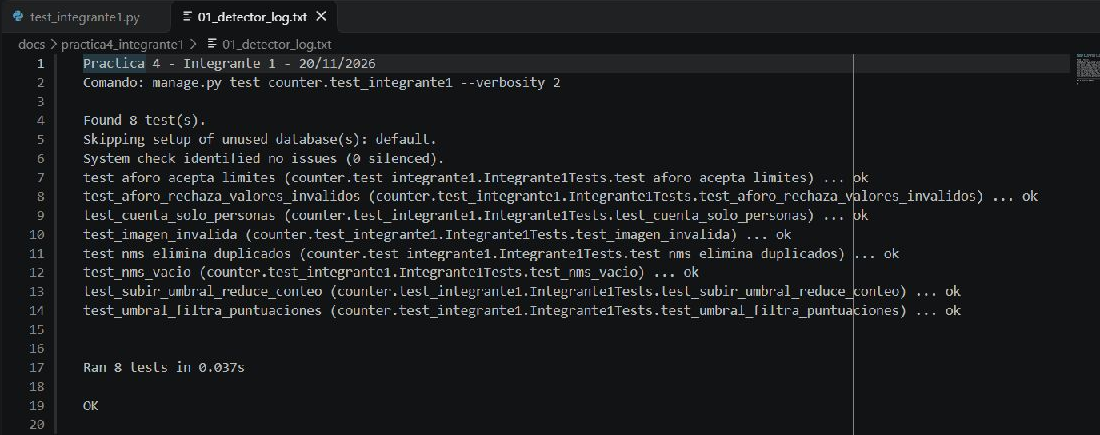 test_integrante1.py
01_detector_log.txt
docs > practica4_integrante1 > 01_detector_log.txt
1 Practica 4 - Integrante 1 - 20/11/2026
2 Comando: manage.py test counter.test_integrante1 --verbosity 2
3
4 Found 8 test(s).
5 Skipping setup of unused database(s): default.
6 System check identified no issues (0 silenced).
7 test_aforo_acepta_limites (counter.test_integrante1.Integrante1Tests.test_aforo_acepta_limites) ... ok
8 test_aforo_rechaza_valores_invalidos (counter.test_integrante1.Integrante1Tests.test_aforo_rechaza_valores_invalidos) ... ok
9 test_cuenta_solo_personas (counter.test_integrante1.Integrante1Tests.test_cuenta_solo_personas) ... ok
10 test_imagen_invalida (counter.test_integrante1.Integrante1Tests.test_imagen_invalida) ... ok
11 test_nms_elimina_duplicados (counter.test_integrante1.Integrante1Tests.test_nms_elimina_duplicados) ... ok
12 test_nms_vacio (counter.test_integrante1.Integrante1Tests.test_nms_vacio) ... ok
13 test_subir_umbral_reduce_conteo (counter.test_integrante1.Integrante1Tests.test_subir_umbral_reduce_conteo) ... ok
14 test_umbral_filtra_puntuaciones (counter.test_integrante1.Integrante1Tests.test_umbral_filtra_puntuaciones) ... ok
15
16
17 Ran 8 tests in 0.037s
18
19 OK
20